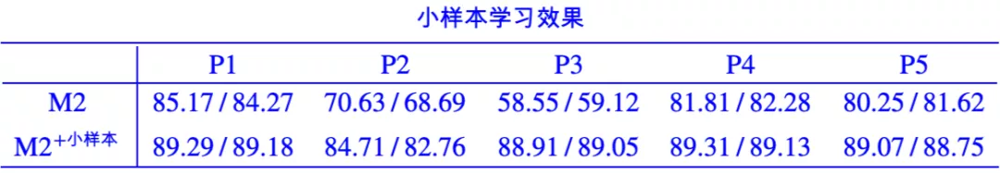 小样本学习效果
P1 P2 P3 P4 P5
M2 85.17 / 84.27 70.63 / 68.69 58.55 / 59.12 81.81 / 82.28 80.25 / 81.62
M2+小样本 89.29 / 89.18 84.71 / 82.76 88.91 / 89.05 89.31 / 89.13 89.07 / 88.75